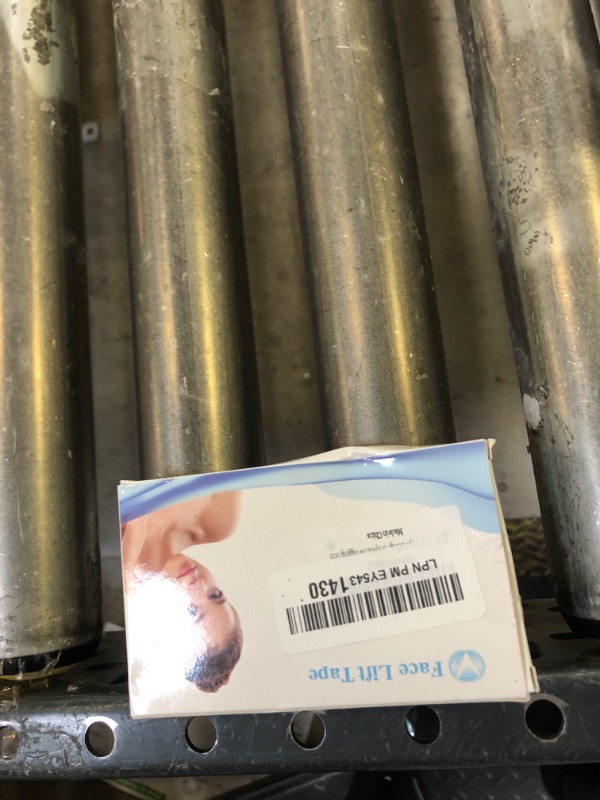 Face Lift Tape
LPN PM EY543 1430
Made in China